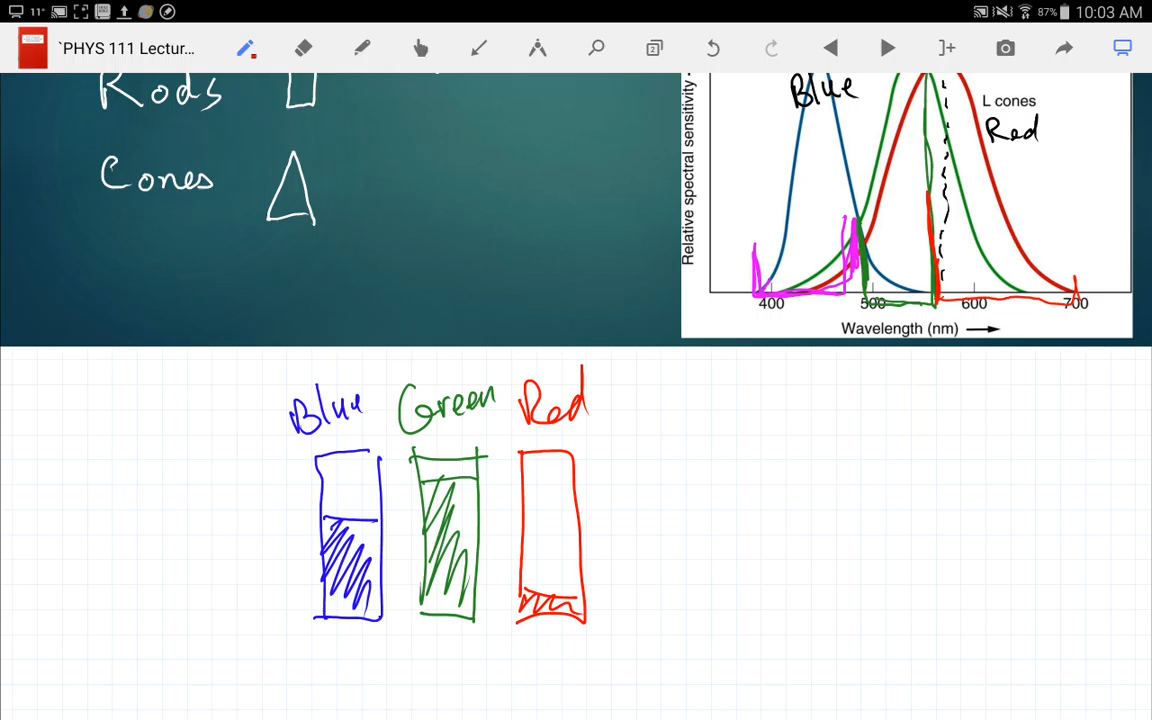 11° 87% 10:03 AM
`PHYS 111 Lectur... 2
Rods
Cones
Relative spectral sensitivity
Blue
L cones
Red
400 500 600 700
Wavelength (nm)
Blue Green Red